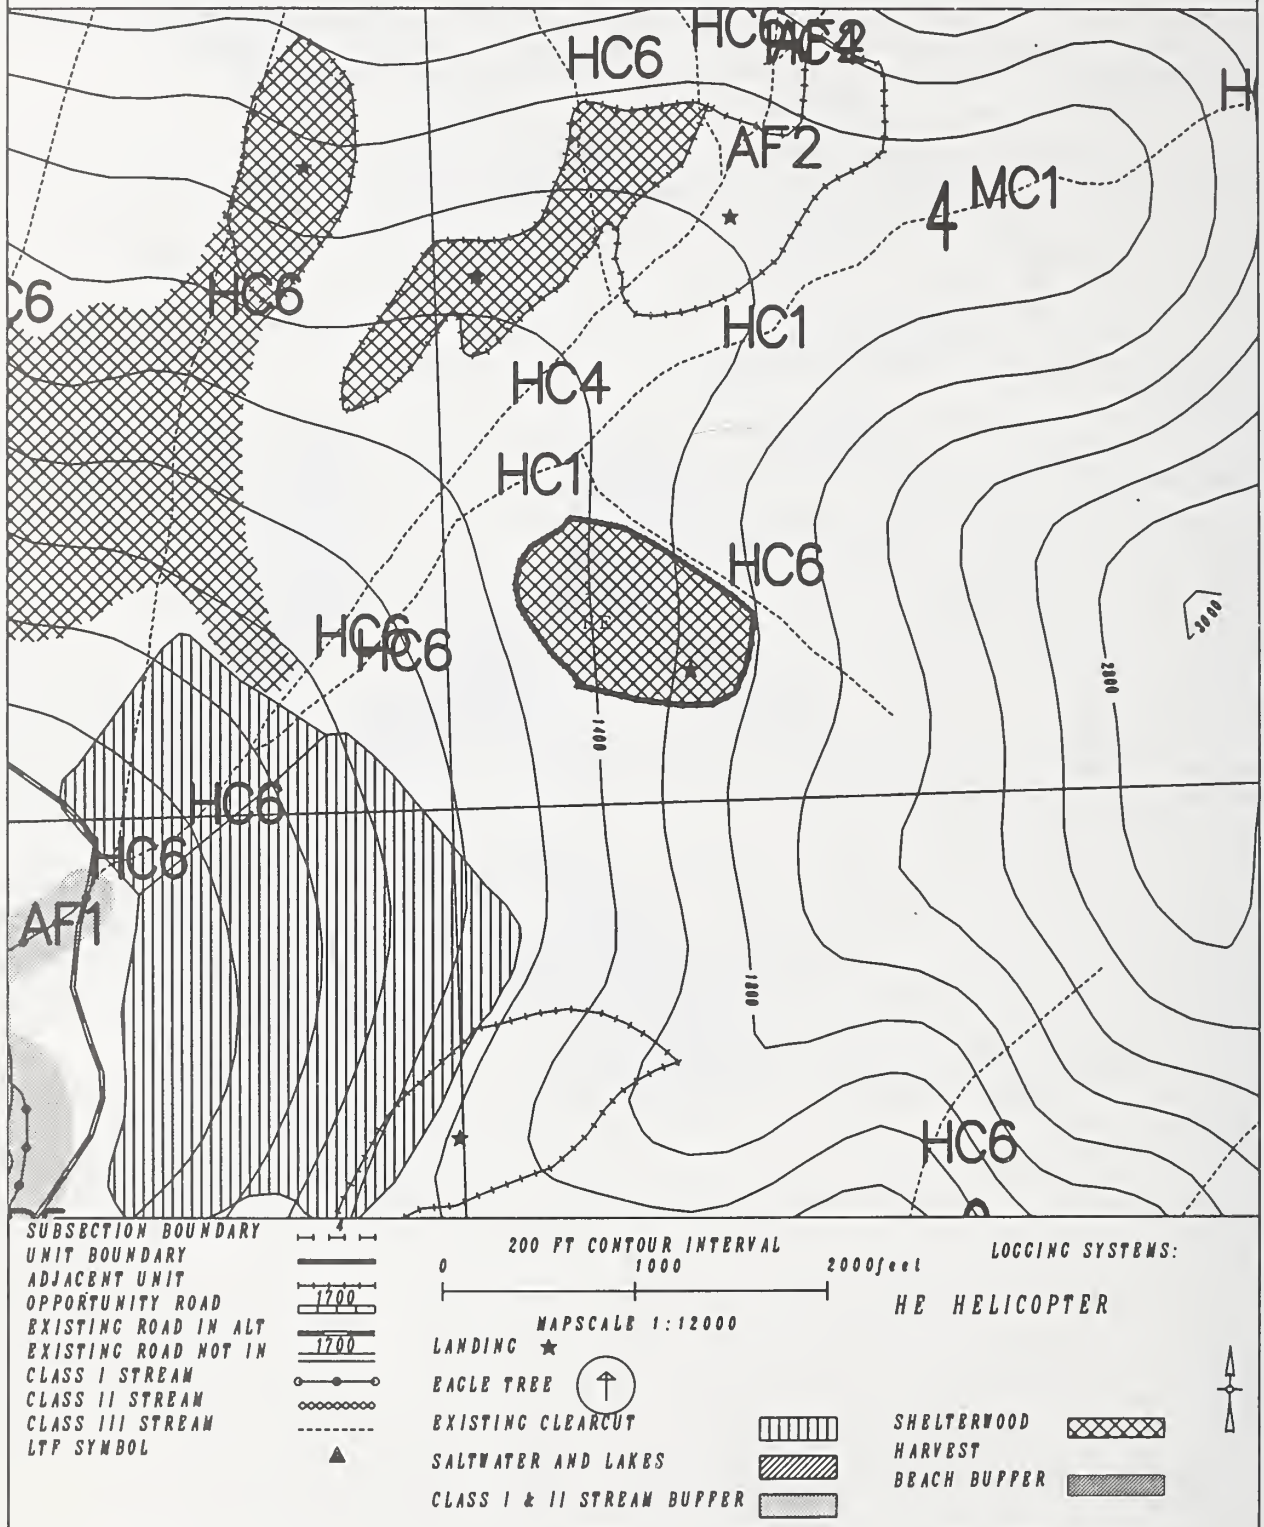 HC6
HC6
AF2
HC6
AF2
MC1
4
HC6
C6
HC1
HC4
HC1
HC6
HE
HC6
HC6
3000
2800
1400
HC6
HC6
AF1
1800
HC6
SUBSECTION BOUNDARY
UNIT BOUNDARY
ADJACENT UNIT
OPPORTUNITY ROAD 1700
EXISTING ROAD IN ALT
EXISTING ROAD NOT IN 1700
CLASS I STREAM
CLASS II STREAM
CLASS III STREAM
LTF SYMBOL
200 FT CONTOUR INTERVAL
0 1000 2000feet
MAPSCALE 1:12000
LANDING
EAGLE TREE
EXISTING CLEARCUT
SALTWATER AND LAKES
CLASS I & II STREAM BUFFER
LOGGING SYSTEMS:
HE HELICOPTER
SHELTERWOOD
HARVEST
BEACH BUFFER